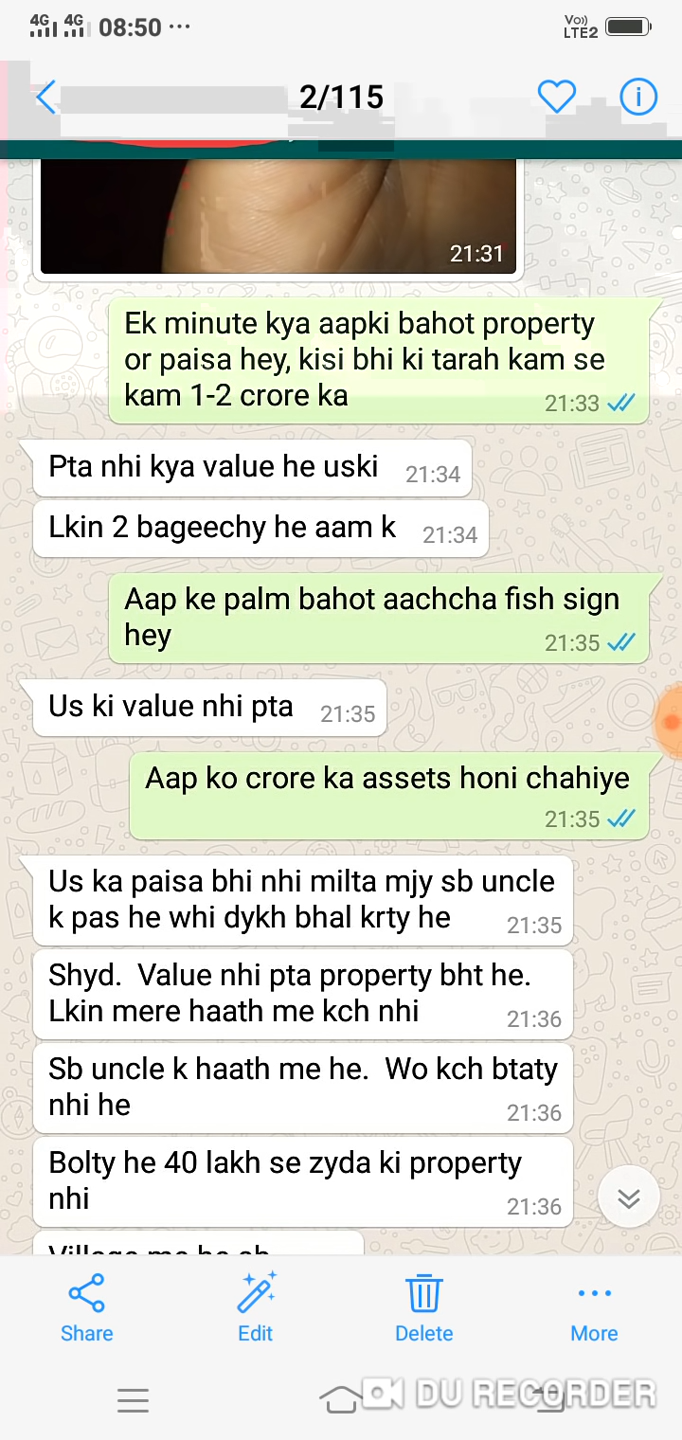 4G 4G 08:50 ... Vo)) LTE2
2/115
21:31
Ek minute kya aapki bahot property
or paisa hey, kisi bhi ki tarah kam se
kam 1-2 crore ka 21:33
Pta nhi kya value he uski 21:34
Lkin 2 bageechy he aam k 21:34
Aap ke palm bahot aachcha fish sign
hey 21:35
Us ki value nhi pta 21:35
Aap ko crore ka assets honi chahiye
21:35
Us ka paisa bhi nhi milta mjy sb uncle
k pas he whi dykh bhal krty he 21:35
Shyd. Value nhi pta property bht he.
Lkin mere haath me kch nhi 21:36
Sb uncle k haath me he. Wo kch btaty
nhi he 21:36
Bolty he 40 lakh se zyda ki property
nhi 21:36
Village me he sb
Share Edit Delete More
DU RECORDER